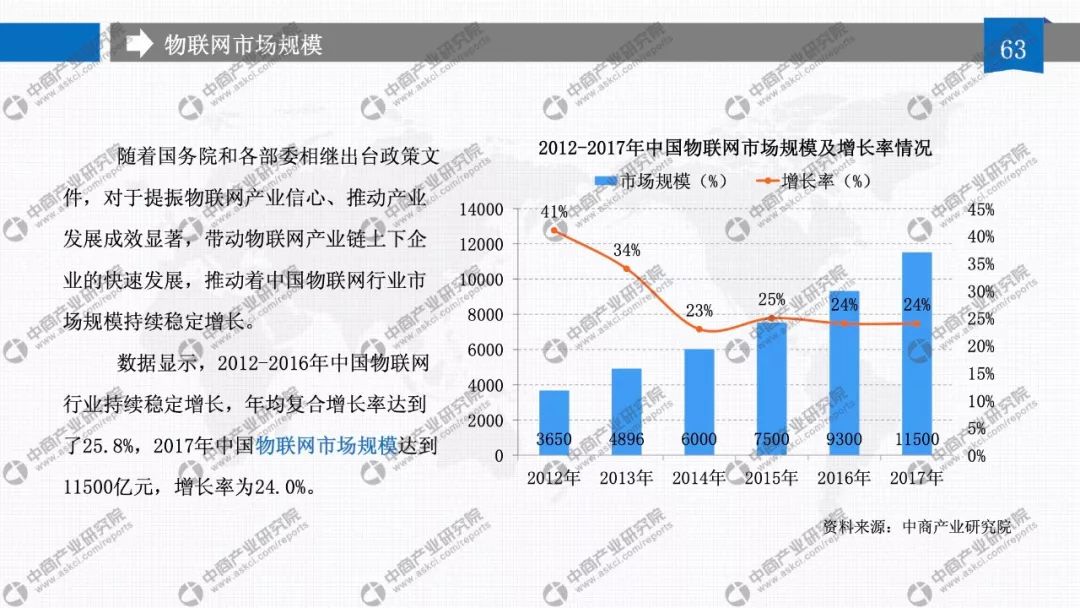 物联网市场规模
63
随着国务院和各部委相继出台政策文
件，对于提振物联网产业信心、推动产业
发展成效显著，带动物联网产业链上下企
业的快速发展，推动着中国物联网行业市
场规模持续稳定增长。
数据显示，2012-2016年中国物联网
行业持续稳定增长，年均复合增长率达到
了25.8%，2017年中国物联网市场规模达到
11500亿元，增长率为24.0%。
2012-2017年中国物联网市场规模及增长率情况
市场规模（%） 增长率（%）
14000
12000
10000
8000
6000
4000
2000
0
41%
34%
23%
25%
24%
24%
3650 4896 6000 7500 9300 11500
45%
40%
35%
30%
25%
20%
15%
10%
5%
0%
2012年 2013年 2014年 2015年 2016年 2017年
资料来源：中商产业研究院
中商产业研究院
www.askci.com/reports